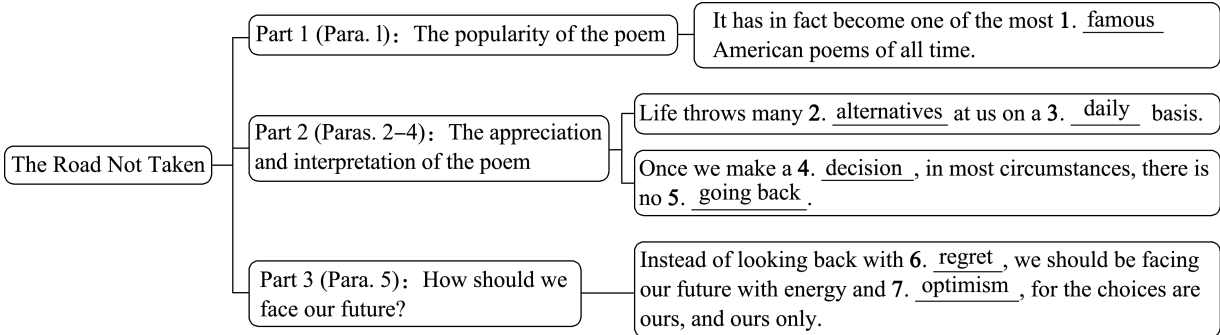 The Road Not Taken
Part 1 (Para. 1)：The popularity of the poem
It has in fact become one of the most 1. famous
American poems of all time.
Part 2 (Paras. 2–4)：The appreciation
and interpretation of the poem
Life throws many 2. alternatives at us on a 3. daily basis.
Once we make a 4. decision, in most circumstances, there is
no 5. going back.
Part 3 (Para. 5)：How should we
face our future?
Instead of looking back with 6. regret, we should be facing
our future with energy and 7. optimism, for the choices are
ours, and ours only.